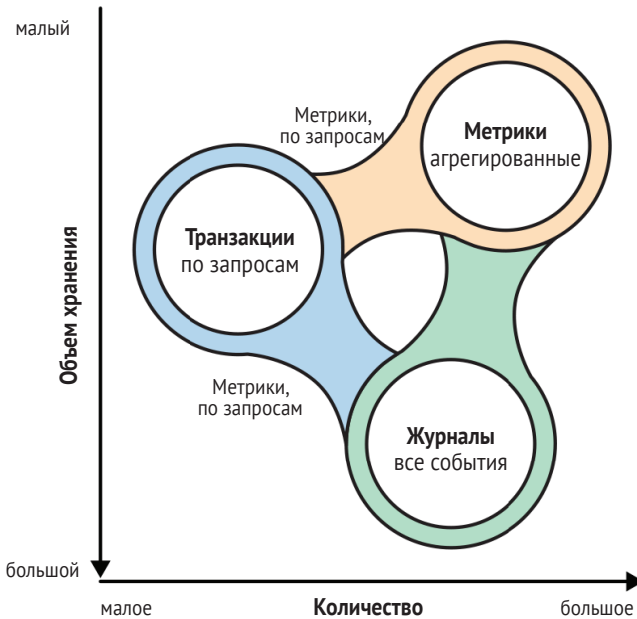 малый
Метрики,
по запросам
Метрики
агрегированные
Транзакции
по запросам
Объем хранения
Метрики,
по запросам
Журналы
все события
большой
малое
Количество
большое